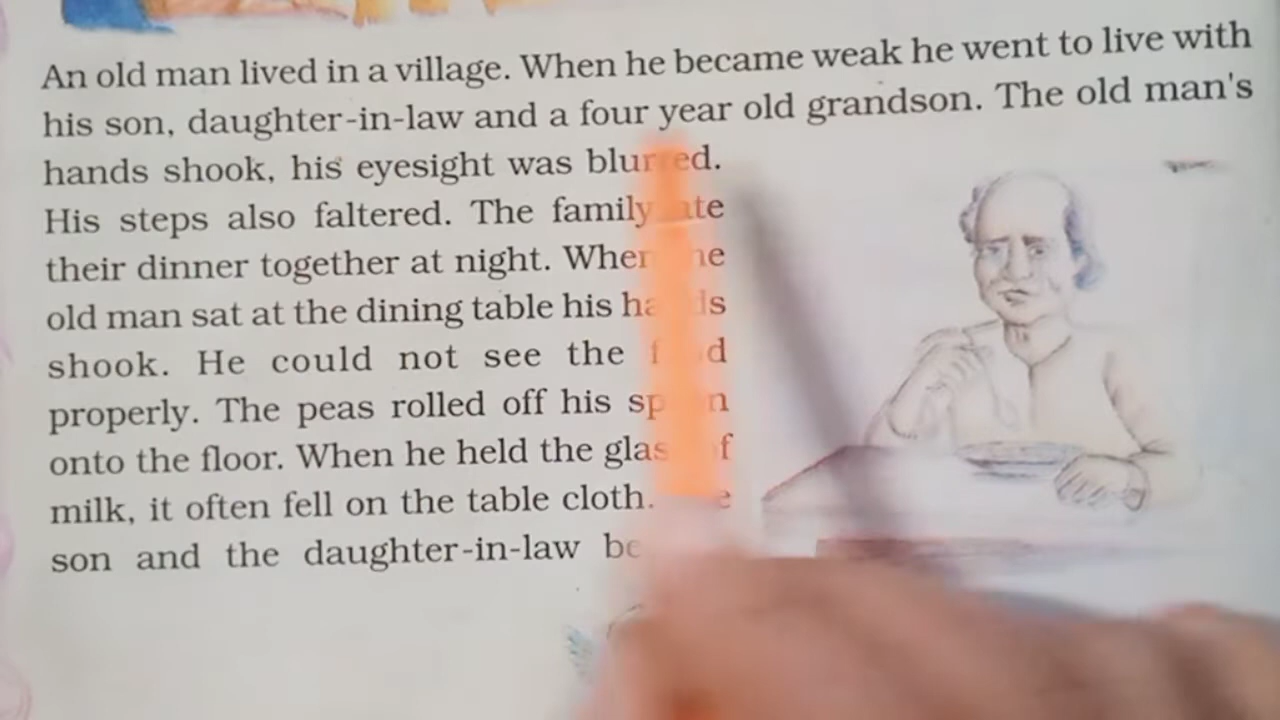 An old man lived in a village. When he became weak he went to live with
his son, daughter-in-law and a four year old grandson. The old man's
hands shook, his eyesight was blurred.
His steps also faltered. The family ate
their dinner together at night. When the
old man sat at the dining table his hands
shook. He could not see the food
properly. The peas rolled off his spoon
onto the floor. When he held the glass of
milk, it often fell on the table cloth. The
son and the daughter-in-law